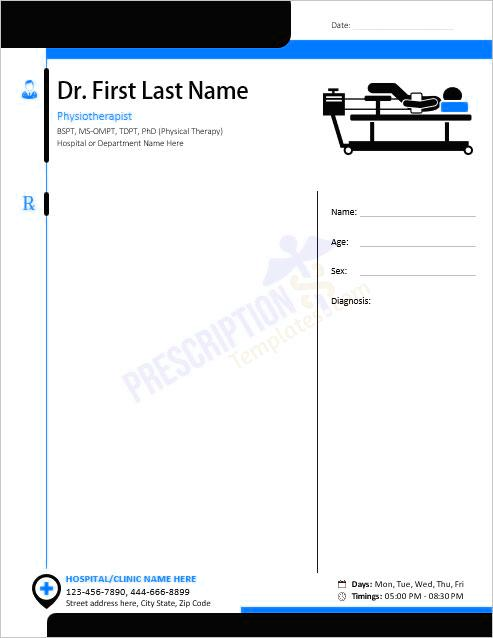 Date:
Dr. First Last Name
Physiotherapist
BSPT, MS-OMPT, TDPT, PhD (Physical Therapy)
Hospital or Department Name Here
Rx
Name:
Age:
Sex:
Diagnosis:
PRESCRIPTION
Templates.com
HOSPITAL/CLINIC NAME HERE
123-456-7890, 444-666-8899
Street address here, City State, Zip Code
Days: Mon, Tue, Wed, Thu, Fri
Timings: 05:00 PM - 08:30 PM